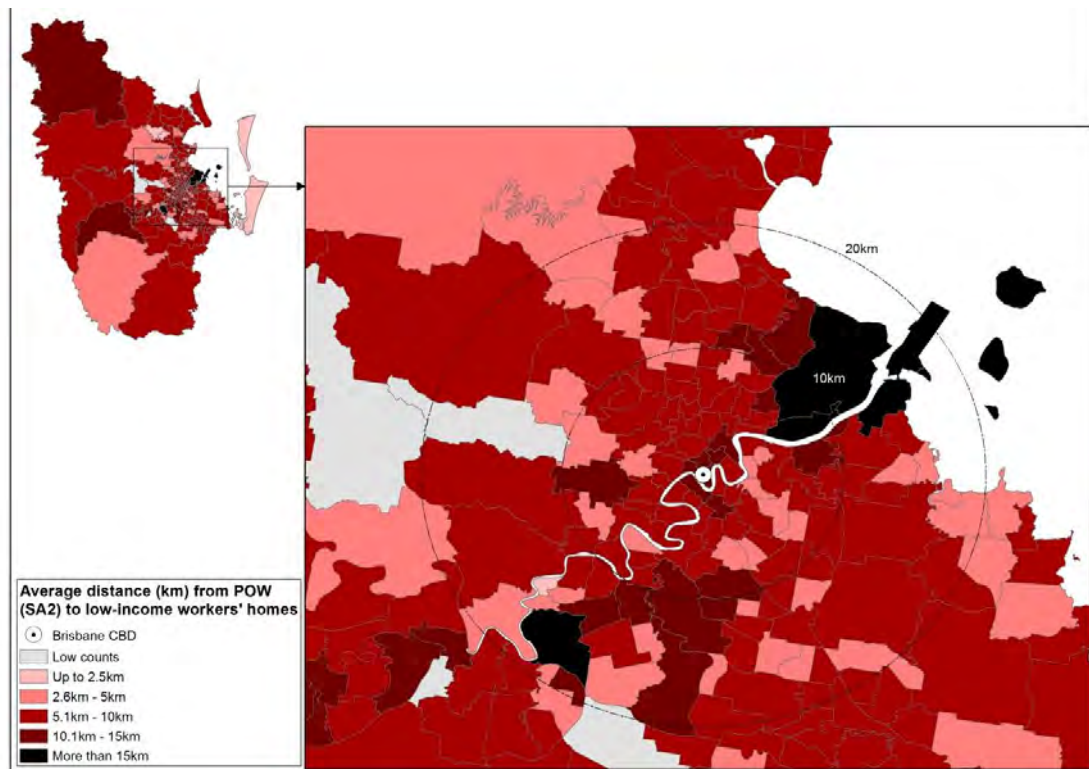 20km
10km
Average distance (km) from POW
(SA2) to low-income workers' homes
Brisbane CBD
Low counts
Up to 2.5km
2.6km - 5km
5.1km - 10km
10.1km - 15km
More than 15km